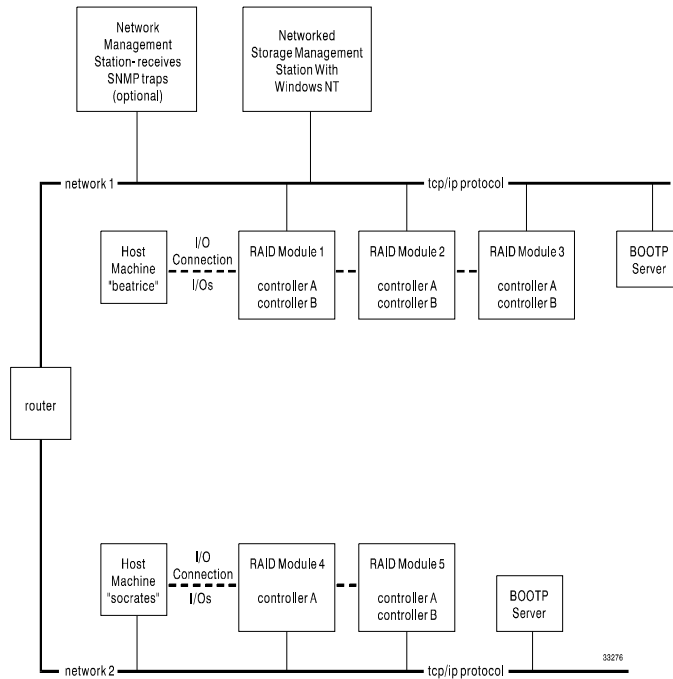 Network
Management
Station- receives
SNMP traps
(optional)
Networked
Storage Management
Station With
Windows NT
network 1
tcp/ip protocol
Host
Machine
"beatrice"
I/O
Connection
I/Os
RAID Module 1
controller A
controller B
RAID Module 2
controller A
controller B
RAID Module 3
controller A
controller B
BOOTP
Server
router
Host
Machine
"socrates"
I/O
Connection
I/Os
RAID Module 4
controller A
RAID Module 5
controller A
controller B
BOOTP
Server
33276
network 2
tcp/ip protocol